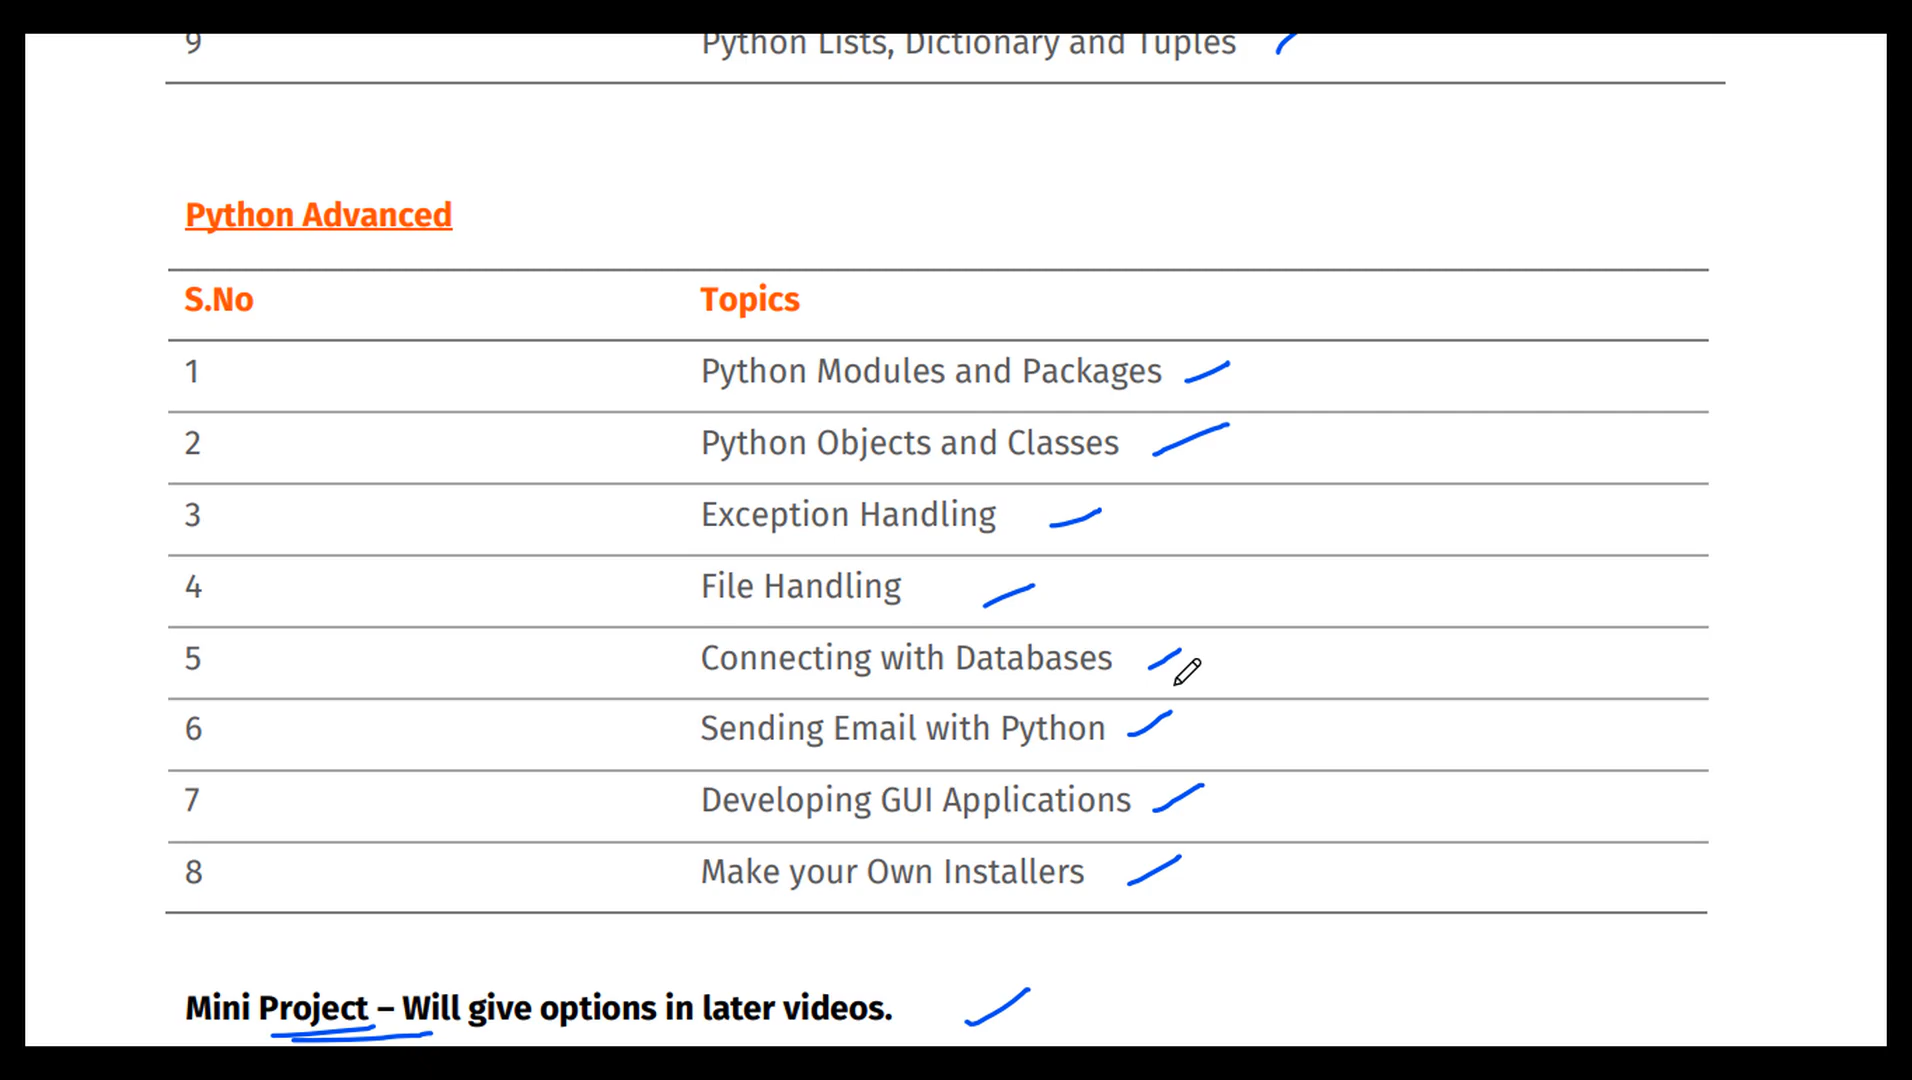 9 Python Lists, Dictionary and Tuples
Python Advanced
S.No Topics
1 Python Modules and Packages
2 Python Objects and Classes
3 Exception Handling
4 File Handling
5 Connecting with Databases
6 Sending Email with Python
7 Developing GUI Applications
8 Make your Own Installers
Mini Project – Will give options in later videos.